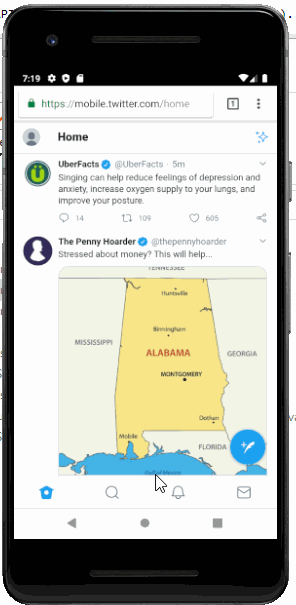 7:19
https://mobile.twitter.com/home
1
Home
UberFacts @UberFacts · 5m
Singing can help reduce feelings of depression and
anxiety, increase oxygen supply to your lungs, and
improve your posture.
14 109 605
The Penny Hoarder @thepennyhoarder
Stressed about money? This will help...
TENNESSEE
Huntsville
MISSISSIPPI
Birmingham
ALABAMA
GEORGIA
MONTGOMERY
Dothan
Mobile
FLORIDA
Gulf of Mexico